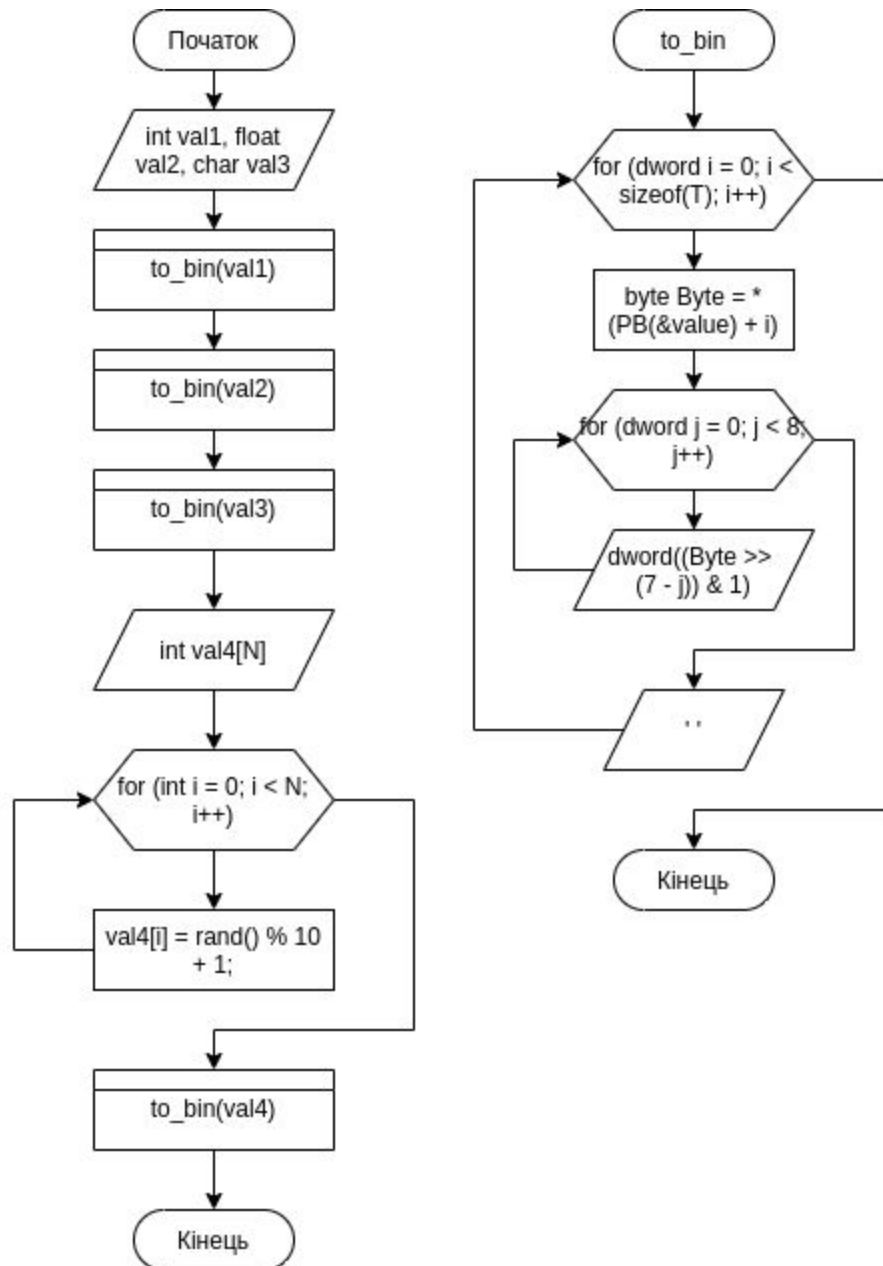 Початок
int val1, float
val2, char val3
to_bin(val1)
to_bin(val2)
to_bin(val3)
int val4[N]
for (int i = 0; i < N;
i++)
val4[i] = rand() % 10
+ 1;
to_bin(val4)
Кінець
to_bin
for (dword i = 0; i <
sizeof(T); i++)
byte Byte = *
(PB(&value) + i)
for (dword j = 0; j < 8;
j++)
dword((Byte >>
(7 - j)) & 1)
' '
Кінець